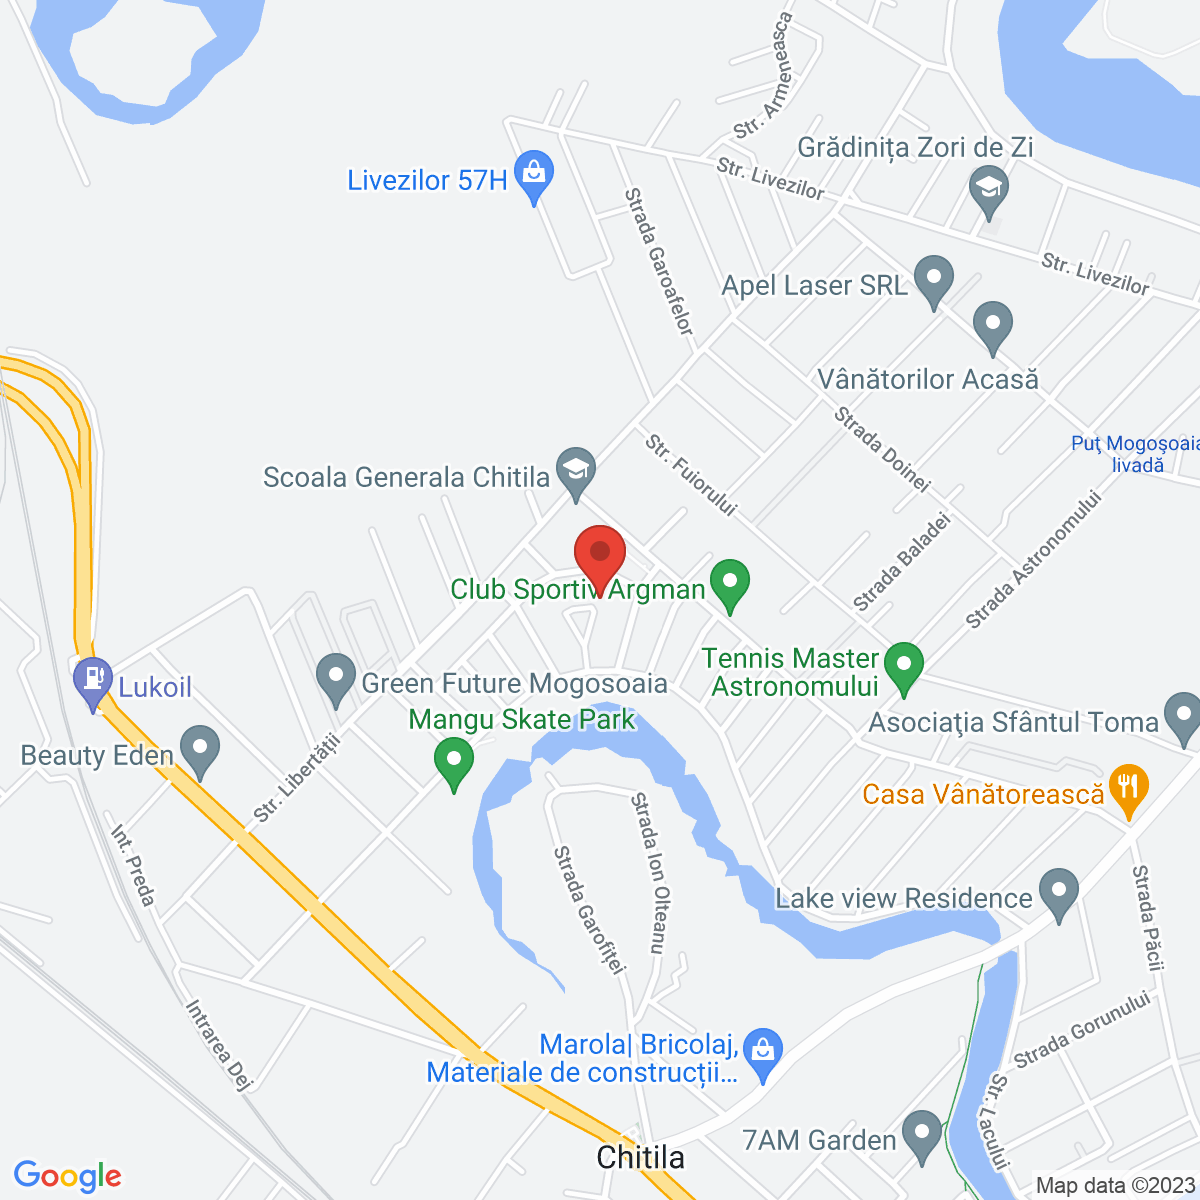 Str. Armenească
Grădinița Zori de Zi
Livezilor 57H
Str. Livezilor
Strada Garoafelor
Str. Livezilor
Apel Laser SRL
Vânătorilor Acasă
Strada Doinei
Puţ Mogoşoaia
livadă
Scoala Generala Chitila
Str. Fuiorului
Strada Baladei
Strada Astronomului
Club Sportiv Argman
Tennis Master
Astronomului
Lukoil
Green Future Mogosoaia
Mangu Skate Park
Asociaţia Sfântul Toma
Beauty Eden
Str. Libertății
Casa Vânătorească
Int. Preda
Strada Ion Olteanu
Strada Garofiței
Lake view Residence
Strada Păcii
Intrarea Dej
Strada Gorunului
Marola| Bricolaj,
Materiale de construcții...
Str. Lacului
7AM Garden
Chitila
Google
Map data ©2023